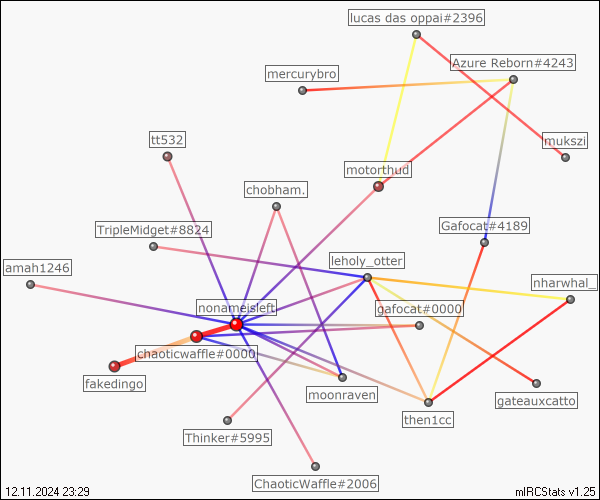 lucas das oppai#2396
Azure Reborn#4243
mercurybro
mukszi
tt532
motorthud
chobham.
TripleMidget#8824
Gafocat#4189
amah1246
leholy_otter
nharwhal_
nonameisleft
gafocat#0000
chaoticwaffle#0000
fakedingo
moonraven
gateauxcatto
then1cc
Thinker#5995
ChaoticWaffle#2006
12.11.2024 23:29
mIRCStats v1.25